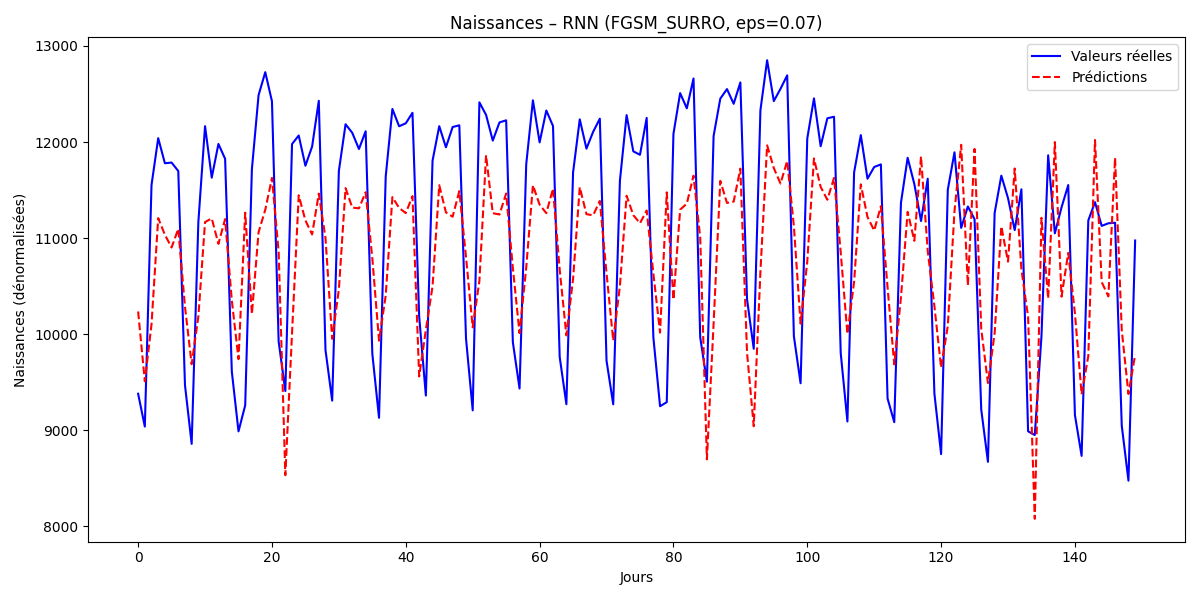 Naissances – RNN (FGSM_SURRO, eps=0.07)
Valeurs réelles
Prédictions
Naissances (dénormalisées)
13000
12000
11000
10000
9000
8000
0 20 40 60 80 100 120 140
Jours